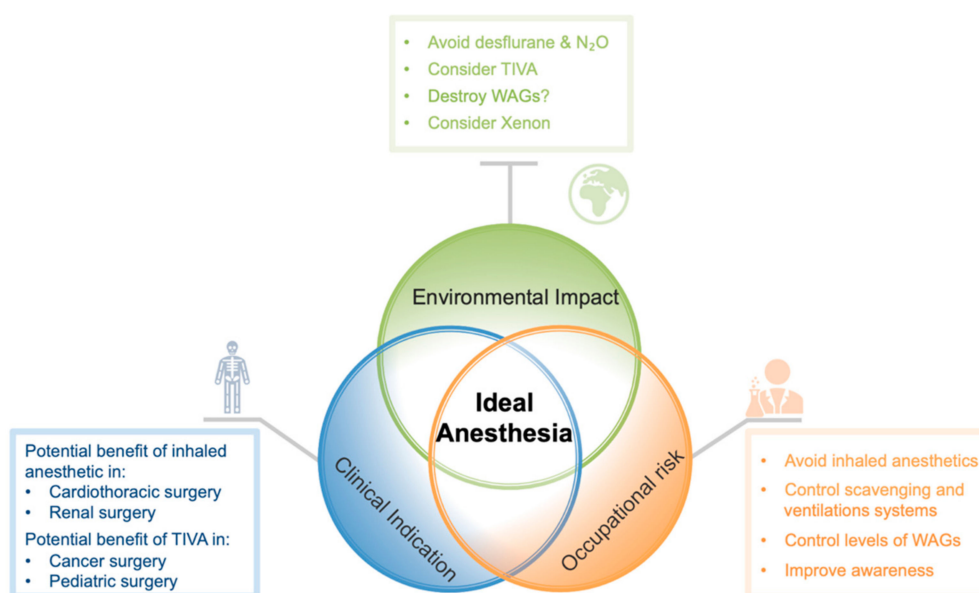 • Avoid desflurane & N₂O
• Consider TIVA
• Destroy WAGs?
• Consider Xenon
Environmental Impact
Ideal
Anesthesia
Clinical Indication
Occupational risk
Potential benefit of inhaled
anesthetic in:
• Cardiothoracic surgery
• Renal surgery
Potential benefit of TIVA in:
• Cancer surgery
• Pediatric surgery
• Avoid inhaled anesthetics
• Control scavenging and
ventilations systems
• Control levels of WAGs
• Improve awareness